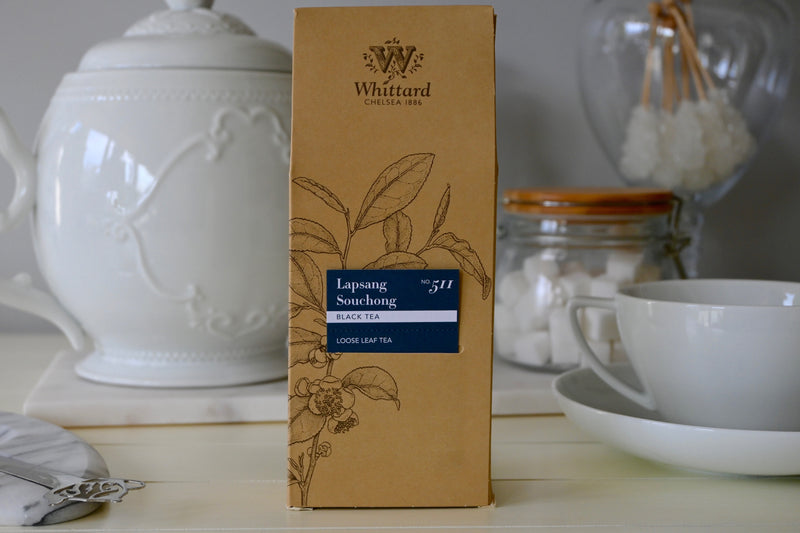 W
Whittard
CHELSEA 1886
Lapsang NO. 511
Souchong
BLACK TEA
LOOSE LEAF TEA